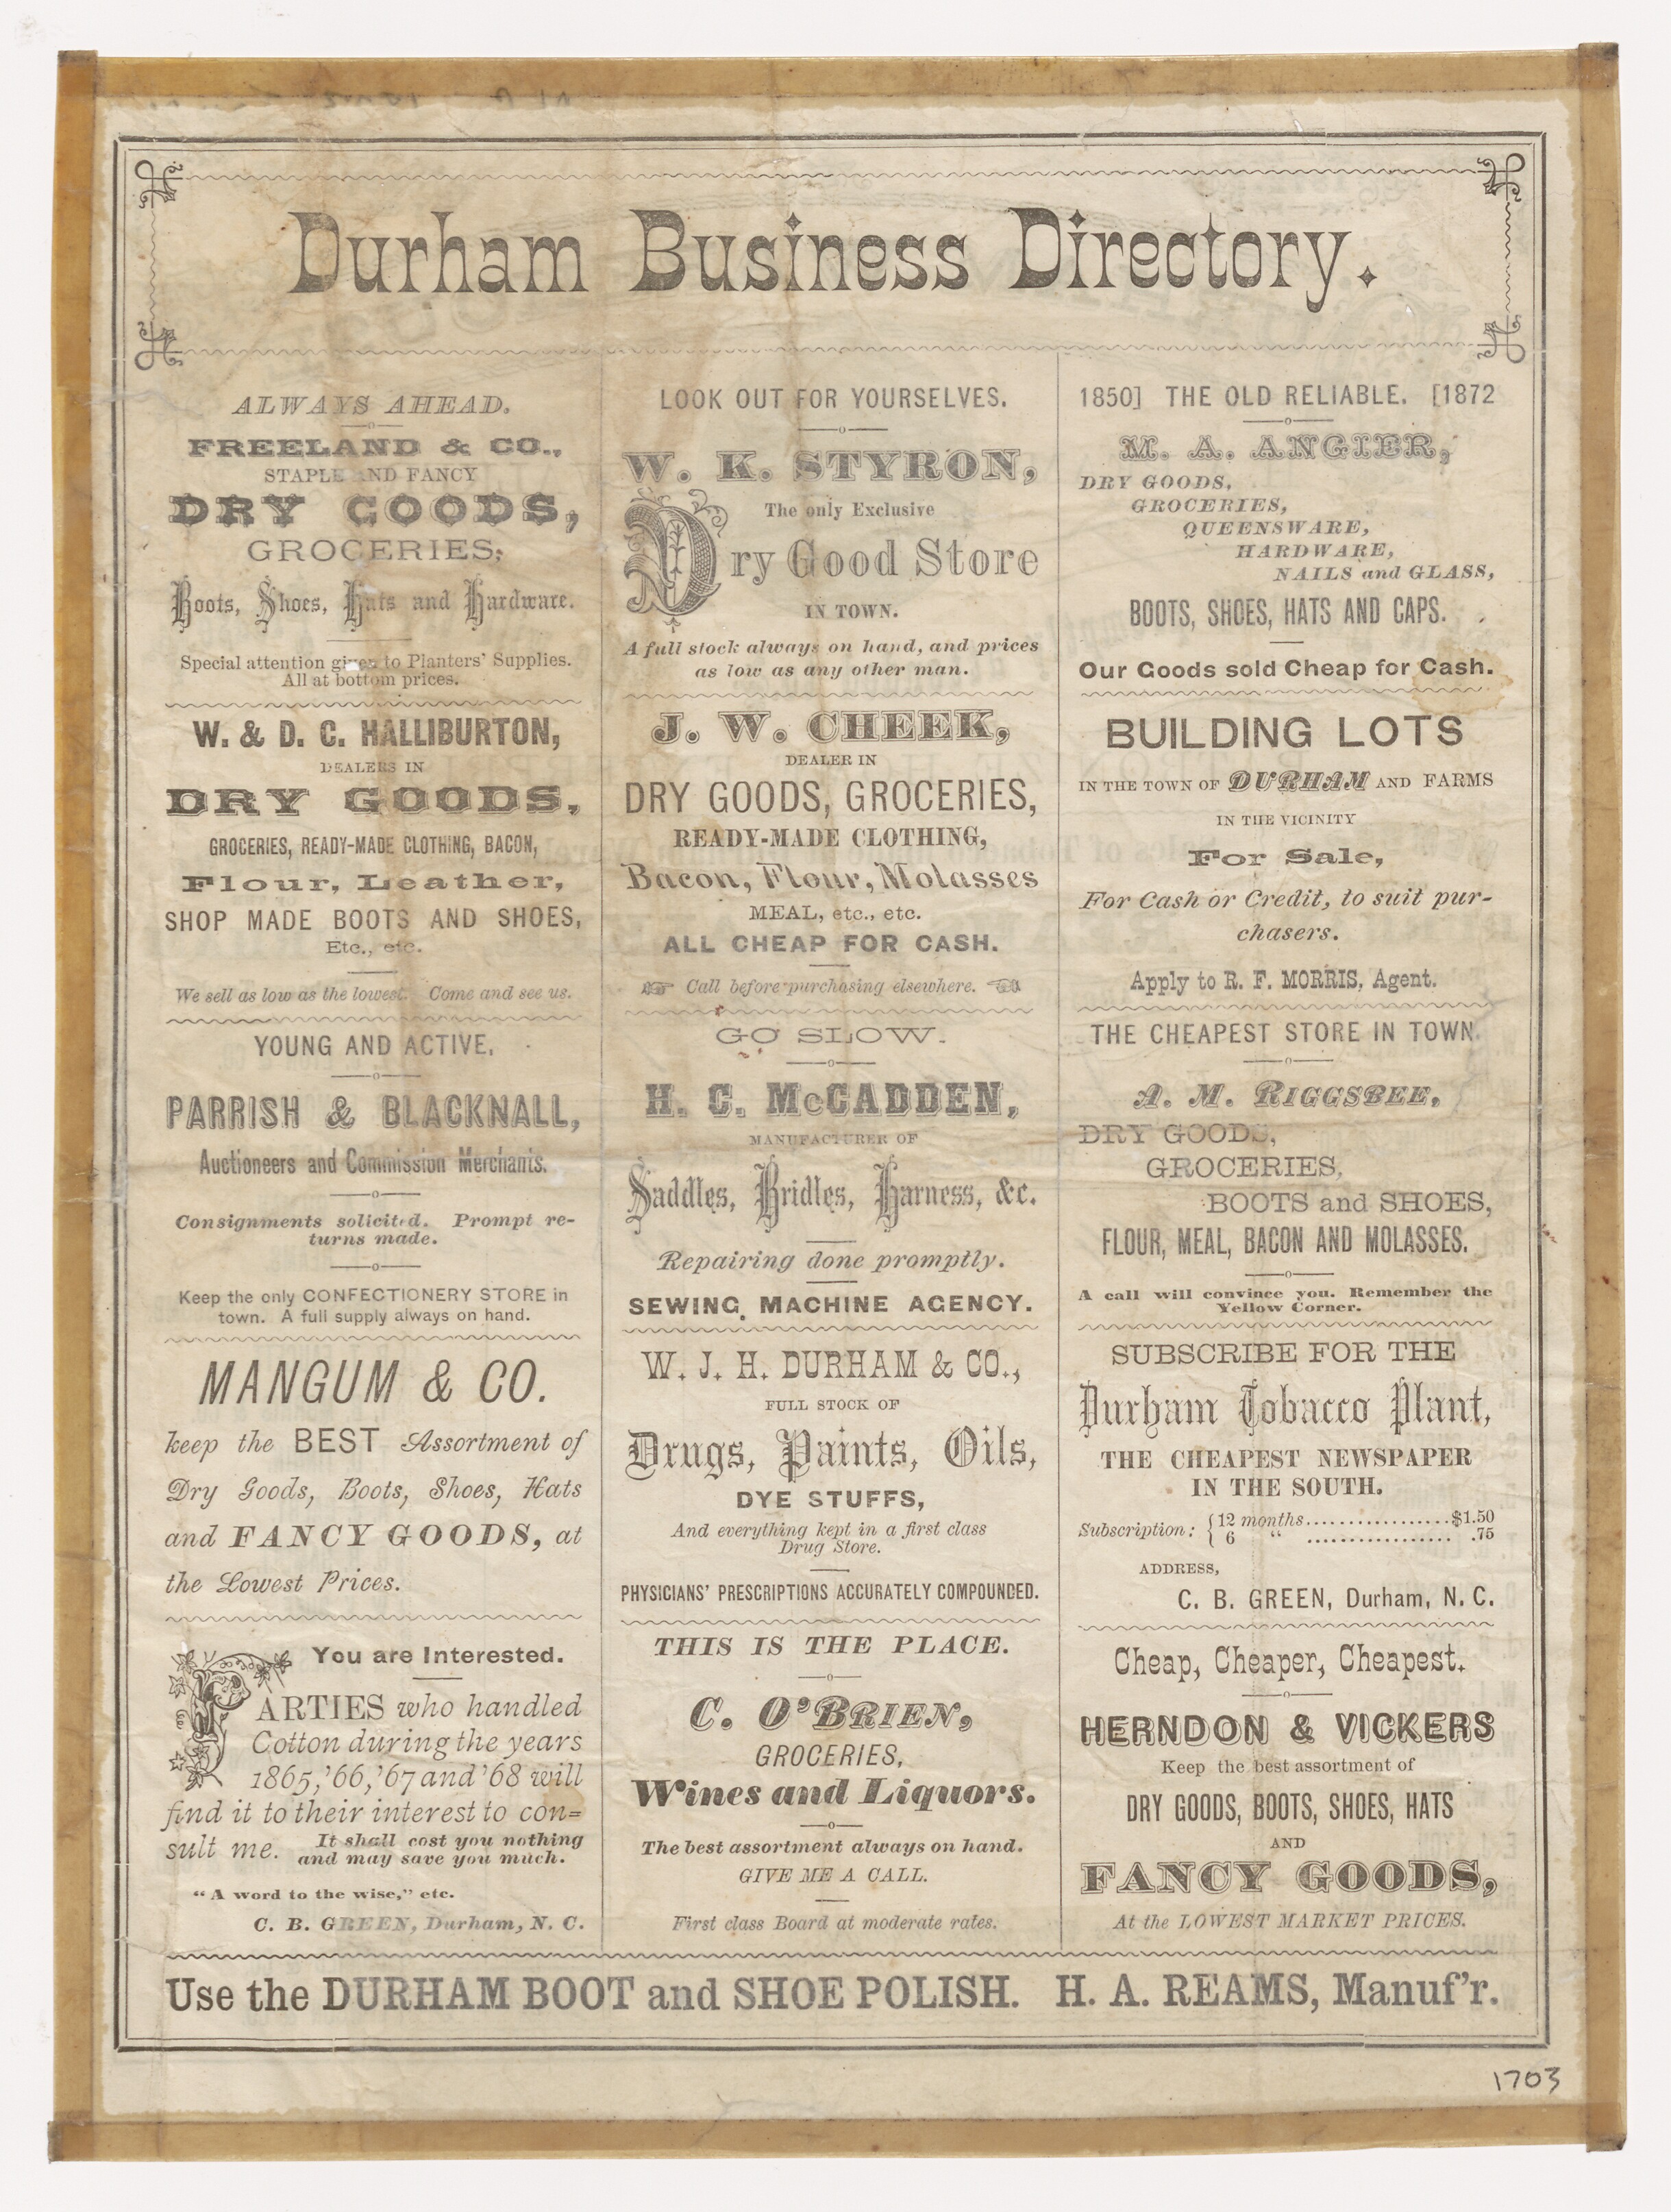 Durham Business Directory.
ALWAYS AHEAD.
FREELAND & CO.,
STAPLE AND FANCY
DRY GOODS,
GROCERIES,
Boots, Shoes, Hats and Hardware.
Special attention given to Planters' Supplies.
All at bottom prices.
W. & D. C. HALLIBURTON,
DEALERS IN
DRY GOODS,
GROCERIES, READY-MADE CLOTHING, BACON,
Flour, Leather,
SHOP MADE BOOTS AND SHOES,
Etc., etc.
We sell as low as the lowest. Come and see us.
YOUNG AND ACTIVE.
PARRISH & BLACKNALL,
Auctioneers and Commission Merchants.
Consignments solicited. Prompt re-
turns made.
Keep the only CONFECTIONERY STORE in
town. A full supply always on hand.
MANGUM & CO.
keep the BEST Assortment of
Dry Goods, Boots, Shoes, Hats
and FANCY GOODS, at
the Lowest Prices.
You are Interested.
PARTIES who handled
Cotton during the years
1865, '66, '67 and '68 will
find it to their interest to con=
sult me. It shall cost you nothing
and may save you much.
"A word to the wise," etc.
C. B. GREEN, Durham, N. C.
LOOK OUT FOR YOURSELVES.
W. K. STYRON,
The only Exclusive
Dry Good Store
IN TOWN.
A full stock always on hand, and prices
as low as any other man.
J. W. CHEEK,
DEALER IN
DRY GOODS, GROCERIES,
READY-MADE CLOTHING,
Bacon, Flour, Molasses
MEAL, etc., etc.
ALL CHEAP FOR CASH.
Call before purchasing elsewhere.
GO SLOW.
H. C. McCADDEN,
MANUFACTURER OF
Saddles, Bridles, Harness, &c.
Repairing done promptly.
SEWING MACHINE AGENCY.
W. J. H. DURHAM & CO.,
FULL STOCK OF
Drugs, Paints, Oils,
DYE STUFFS,
And everything kept in a first class
Drug Store.
PHYSICIANS' PRESCRIPTIONS ACCURATELY COMPOUNDED.
THIS IS THE PLACE.
C. O'BRIEN,
GROCERIES,
Wines and Liquors.
The best assortment always on hand.
GIVE ME A CALL.
First class Board at moderate rates.
1850] THE OLD RELIABLE. [1872
M. A. ANGIER,
DRY GOODS,
GROCERIES,
QUEENSWARE,
HARDWARE,
NAILS and GLASS,
BOOTS, SHOES, HATS AND CAPS.
Our Goods sold Cheap for Cash.
BUILDING LOTS
IN THE TOWN OF DURHAM AND FARMS
IN THE VICINITY
For Sale,
For Cash or Credit, to suit pur-
chasers.
Apply to R. F. MORRIS, Agent.
THE CHEAPEST STORE IN TOWN.
A. M. RIGGSBEE,
DRY GOODS,
GROCERIES,
BOOTS and SHOES,
FLOUR, MEAL, BACON AND MOLASSES.
A call will convince you. Remember the
Yellow Corner.
SUBSCRIBE FOR THE
Durham Tobacco Plant,
THE CHEAPEST NEWSPAPER
IN THE SOUTH.
Subscription: { 12 months..................$1.50
6 " .................. .75
ADDRESS,
C. B. GREEN, Durham, N. C.
Cheap, Cheaper, Cheapest.
HERNDON & VICKERS
Keep the best assortment of
DRY GOODS, BOOTS, SHOES, HATS
AND
FANCY GOODS,
At the LOWEST MARKET PRICES.
Use the DURHAM BOOT and SHOE POLISH. H. A. REAMS, Manuf'r.
1703